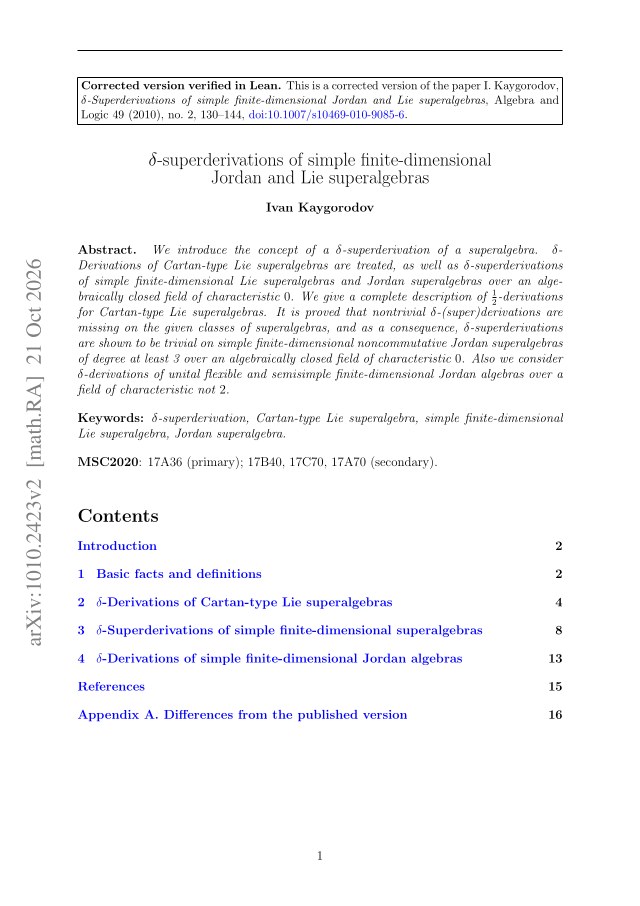 Corrected version verified in Lean. This is a corrected version of the paper I. Kaygorodov,
δ-Superderivations of simple finite-dimensional Jordan and Lie superalgebras, Algebra and
Logic 49 (2010), no. 2, 130–144, doi:10.1007/s10469-010-9085-6.
δ-superderivations of simple finite-dimensional
Jordan and Lie superalgebras
Ivan Kaygorodov
Abstract. We introduce the concept of a δ-superderivation of a superalgebra. δ-
Derivations of Cartan-type Lie superalgebras are treated, as well as δ-superderivations
of simple finite-dimensional Lie superalgebras and Jordan superalgebras over an alge-
braically closed field of characteristic 0. We give a complete description of ½-derivations
for Cartan-type Lie superalgebras. It is proved that nontrivial δ-(super)derivations are
missing on the given classes of superalgebras, and as a consequence, δ-superderivations
are shown to be trivial on simple finite-dimensional noncommutative Jordan superalgebras
of degree at least 3 over an algebraically closed field of characteristic 0. Also we consider
δ-derivations of unital flexible and semisimple finite-dimensional Jordan algebras over a
field of characteristic not 2.
Keywords: δ-superderivation, Cartan-type Lie superalgebra, simple finite-dimensional
Lie superalgebra, Jordan superalgebra.
MSC2020: 17A36 (primary); 17B40, 17C70, 17A70 (secondary).
Contents
Introduction 2
1 Basic facts and definitions 2
2 δ-Derivations of Cartan-type Lie superalgebras 4
3 δ-Superderivations of simple finite-dimensional superalgebras 8
4 δ-Derivations of simple finite-dimensional Jordan algebras 13
References 15
Appendix A. Differences from the published version 16
1
arXiv:1010.2423v2 [math.RA] 21 Oct 2026